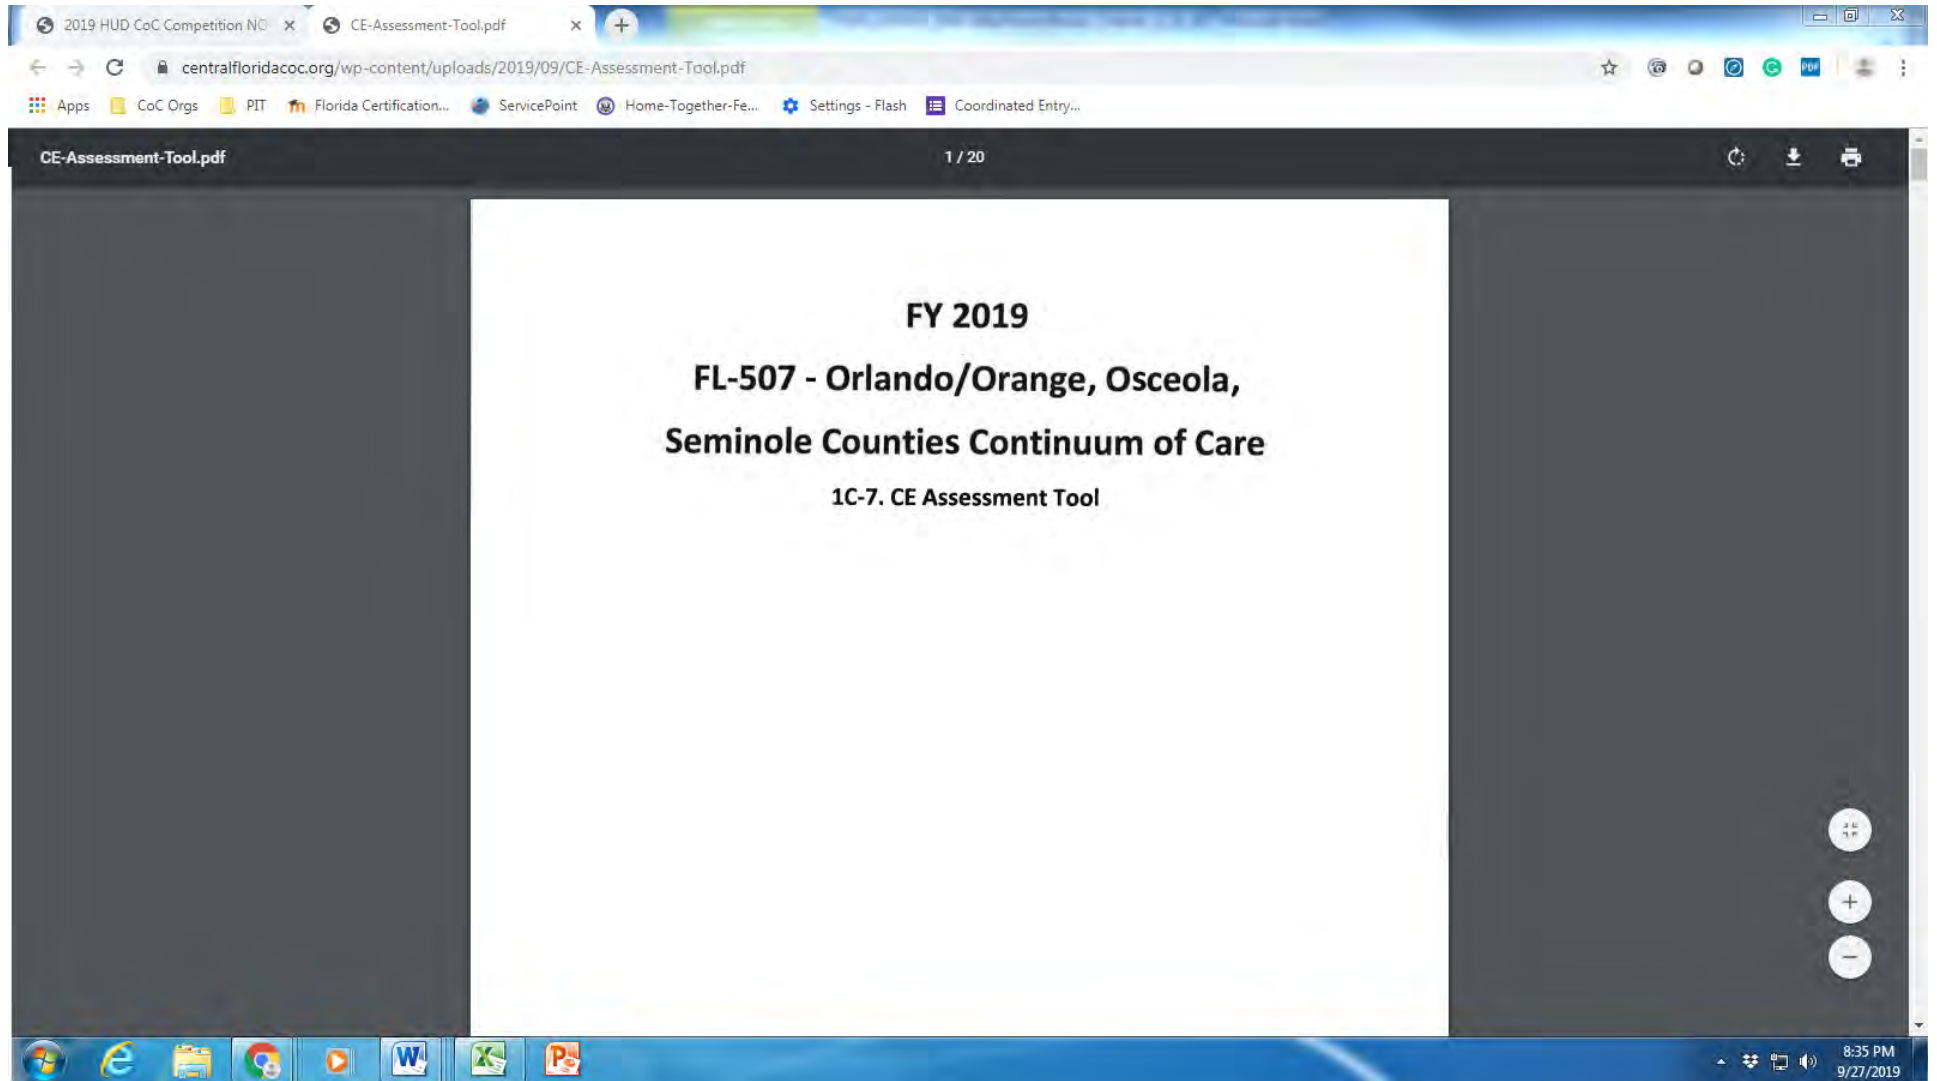 2019 HUD CoC Competition NO
CE-Assessment-Tool.pdf
centralfloridacoc.org/wp-content/uploads/2019/09/CE-Assessment-Tool.pdf
PDF
Apps CoC Orgs PIT Florida Certification... ServicePoint Home-Together-Fe... Settings - Flash Coordinated Entry...
CE-Assessment-Tool.pdf
1 / 20
FY 2019
FL-507 - Orlando/Orange, Osceola,
Seminole Counties Continuum of Care
1C-7. CE Assessment Tool
8:35 PM
9/27/2019